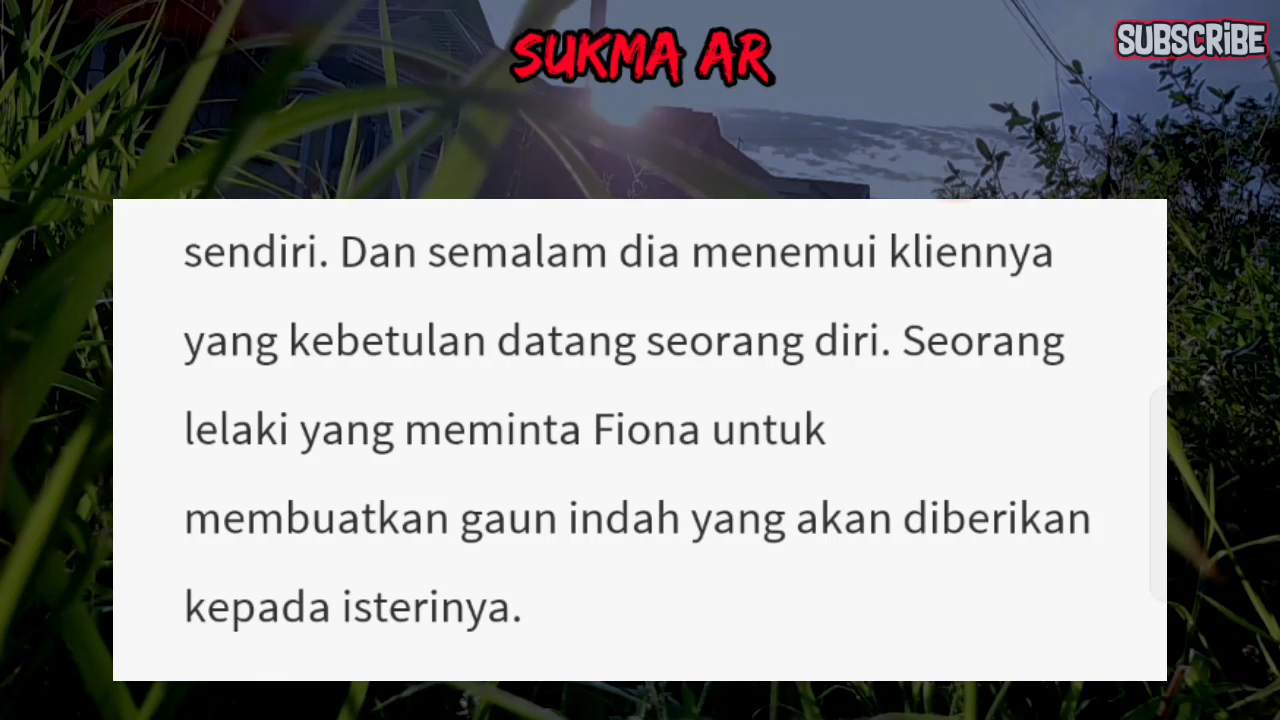 SUKMA AR
SUBSCRiBE
sendiri. Dan semalam dia menemui kliennya
yang kebetulan datang seorang diri. Seorang
lelaki yang meminta Fiona untuk
membuatkan gaun indah yang akan diberikan
kepada isterinya.